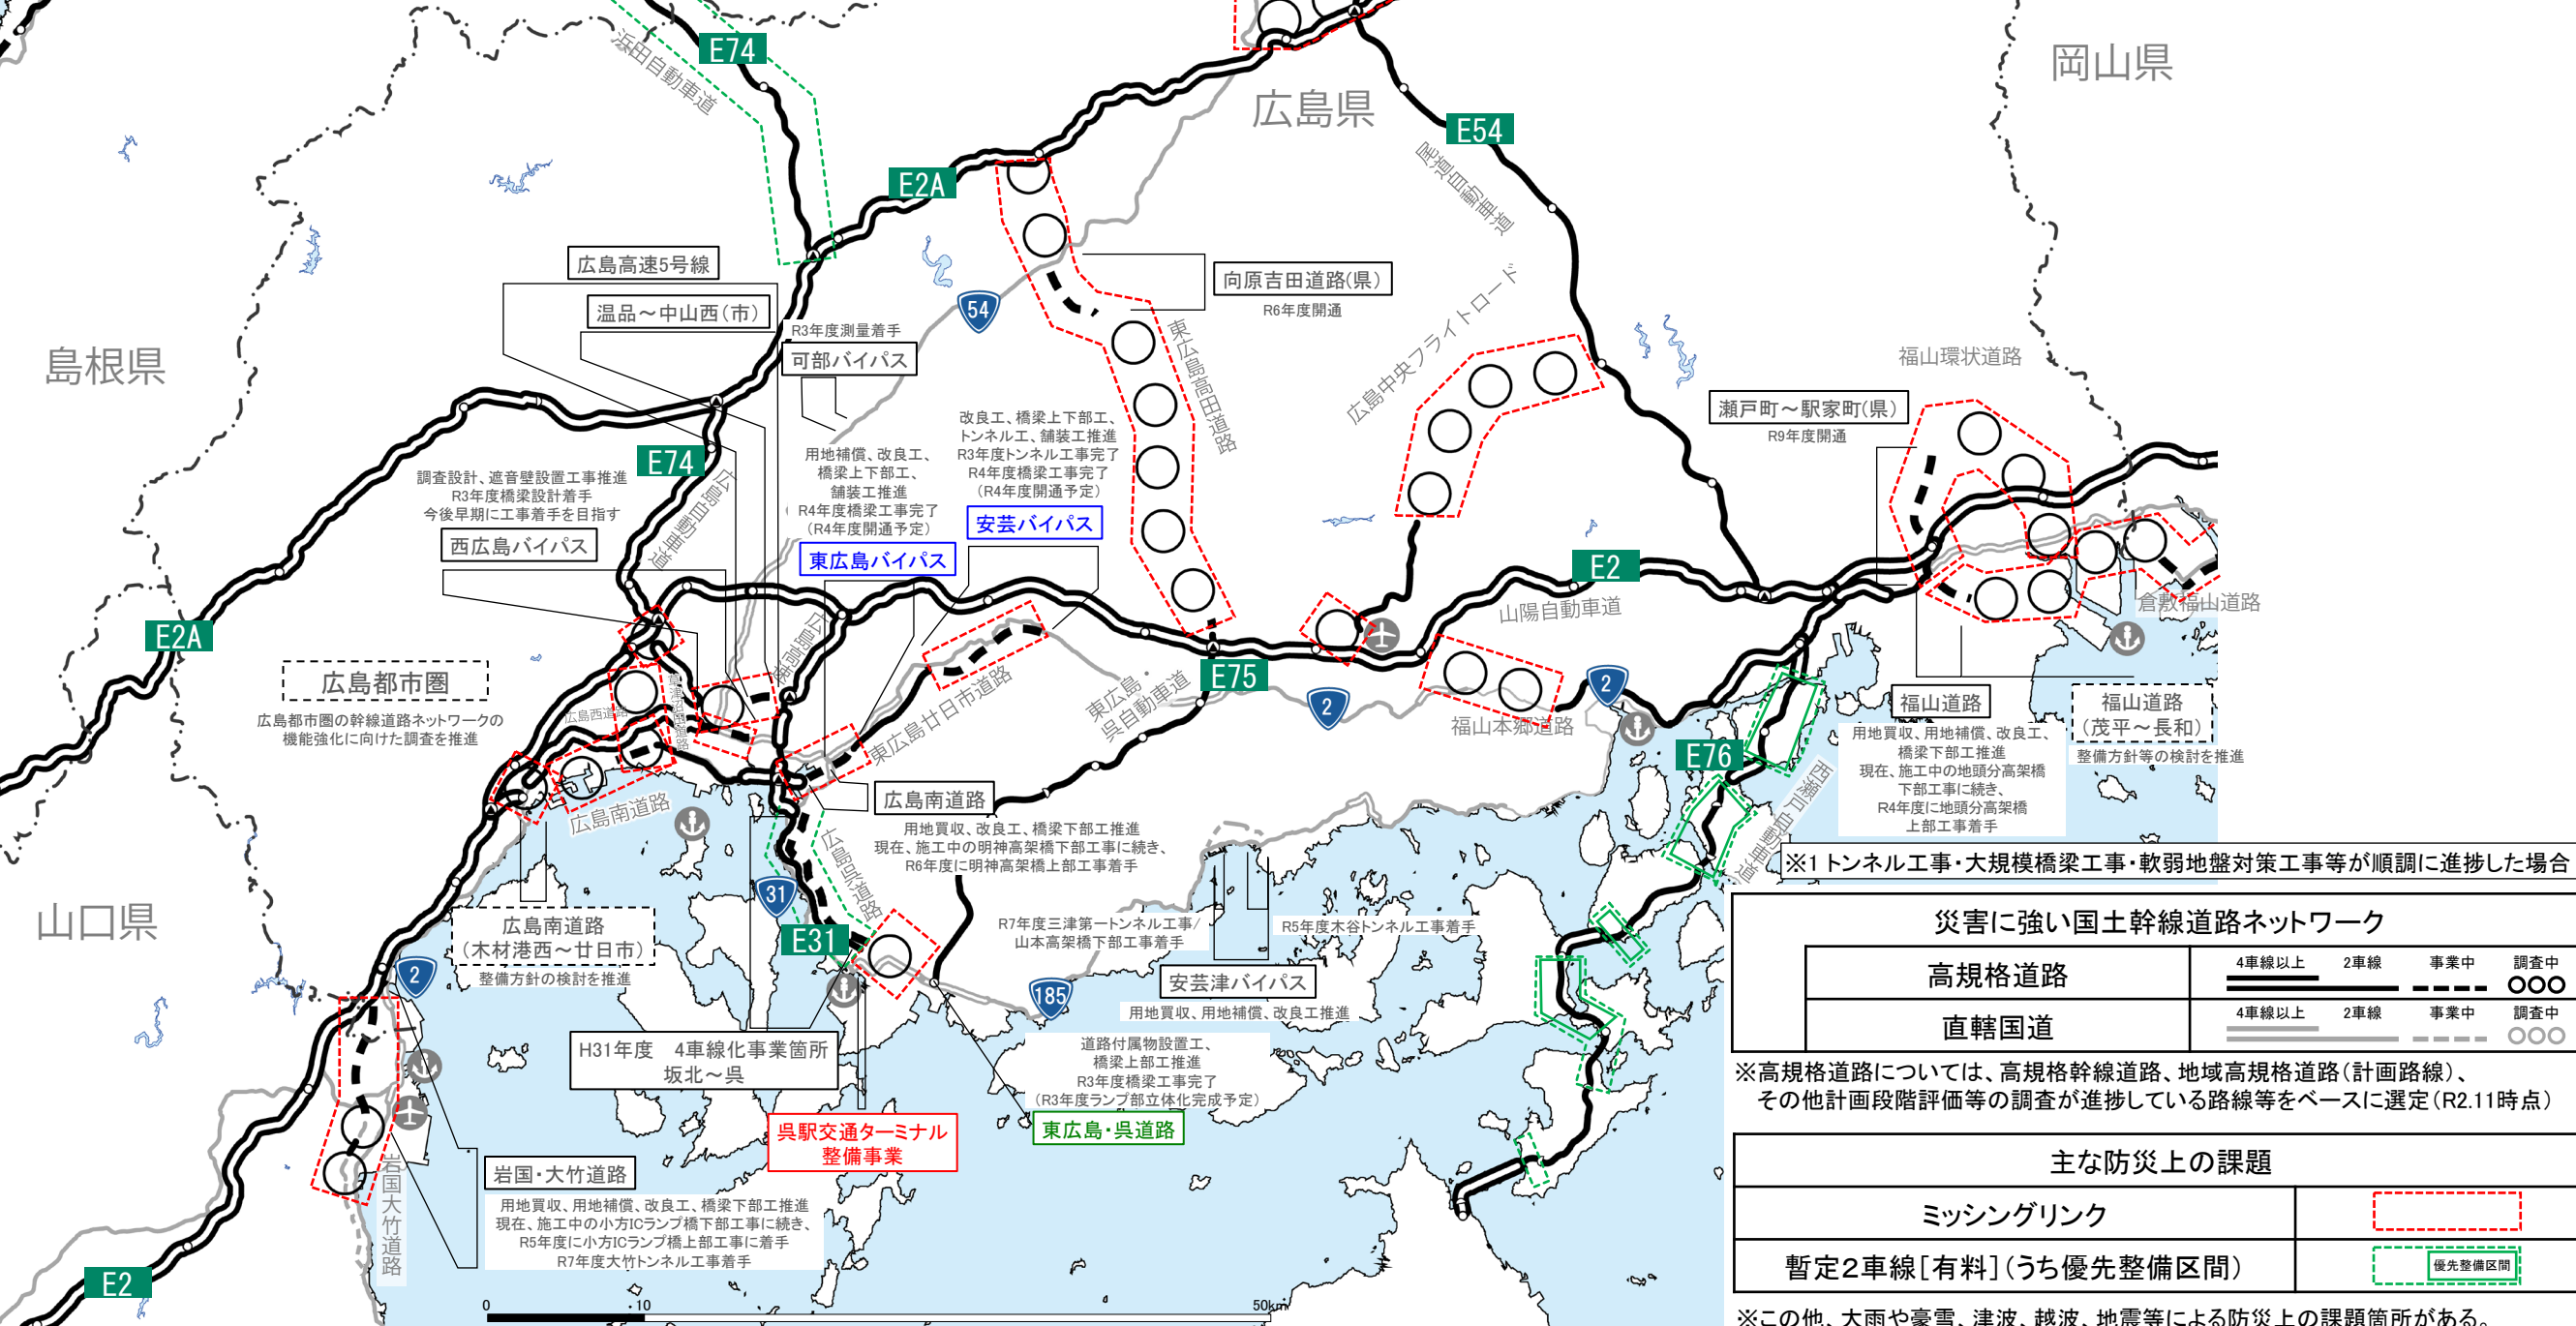 岡山県
E74
浜田自動車道
広島県
E54
尾道自動車道
E2A
広島高速5号線
温品～中山西(市)
54
向原吉田道路(県)
R6年度開通
R3年度測量着手
可部バイパス
東広島高田道路
広島中央フライトロード
福山環状道路
島根県
瀬戸町～駅家町(県)
R9年度開通
E74
広島自動車道
調査設計、遮音壁設置工事推進
R3年度橋梁設計着手
今後早期に工事着手を目指す
西広島バイパス
用地補償、改良工、
橋梁上下部工、
舗装工推進
R4年度橋梁工事完了
(R4年度開通予定)
東広島バイパス
改良工、橋梁上下部工、
トンネル工、舗装工推進
R3年度トンネル工事完了
R4年度橋梁工事完了
(R4年度開通予定)
安芸バイパス
E2
山陽自動車道
倉敷福山道路
E2A
広島都市圏
広島都市圏の幹線道路ネットワークの
機能強化に向けた調査を推進
広島西道路
東広島廿日市道路
東広島・
呉自動車道
E75
2
福山本郷道路
2
福山道路
用地買収、用地補償、改良工、
橋梁下部工推進
現在、施工中の地頭分高架橋
下部工事に続き、
R4年度に地頭分高架橋
上部工事着手
福山道路
(茂平～長和)
整備方針等の検討を推進
E76
西瀬戸自動車道
広島南道路
広島南道路
用地買収、改良工、橋梁下部工推進
現在、施工中の明神高架橋下部工事に続き、
R6年度に明神高架橋上部工事着手
広島呉道路
31
E31
※1 トンネル工事・大規模橋梁工事・軟弱地盤対策工事等が順調に進捗した場合
山口県
広島南道路
(木材港西～廿日市)
整備方針の検討を推進
2
R7年度三津第一トンネル工事/
山本高架橋下部工事着手
R5年度木谷トンネル工事着手
安芸津バイパス
用地買収、用地補償、改良工推進
185
H31年度　4車線化事業箇所
坂北～呉
道路付属物設置工、
橋梁上部工推進
R3年度橋梁工事完了
(R3年度ランプ部立体化完成予定)
東広島・呉道路
呉駅交通ターミナル
整備事業
岩国・大竹道路
用地買収、用地補償、改良工、橋梁下部工推進
現在、施工中の小方ICランプ橋下部工事に続き、
R5年度に小方ICランプ橋上部工事に着手
R7年度大竹トンネル工事着手
岩国大竹道路
E2
0 10 50km
災害に強い国土幹線道路ネットワーク
高規格道路
4車線以上 2車線 事業中 調査中
直轄国道
4車線以上 2車線 事業中 調査中
※高規格道路については、高規格幹線道路、地域高規格道路(計画路線)、
その他計画段階評価等の調査が進捗している路線等をベースに選定(R2.11時点)
主な防災上の課題
ミッシングリンク
暫定2車線[有料](うち優先整備区間)
優先整備区間
※この他、大雨や豪雪、津波、越波、地震等による防災上の課題箇所がある。